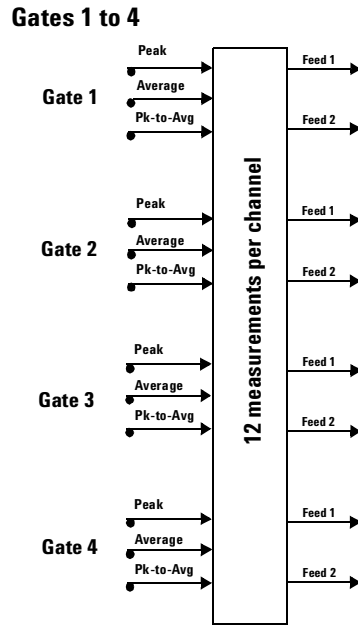 Gates 1 to 4
Peak
Feed 1
Gate 1
Average
Pk-to-Avg
Feed 2
12 measurements per channel
Peak
Feed 1
Gate 2
Average
Pk-to-Avg
Feed 2
Peak
Feed 1
Gate 3
Average
Pk-to-Avg
Feed 2
Peak
Feed 1
Gate 4
Average
Pk-to-Avg
Feed 2